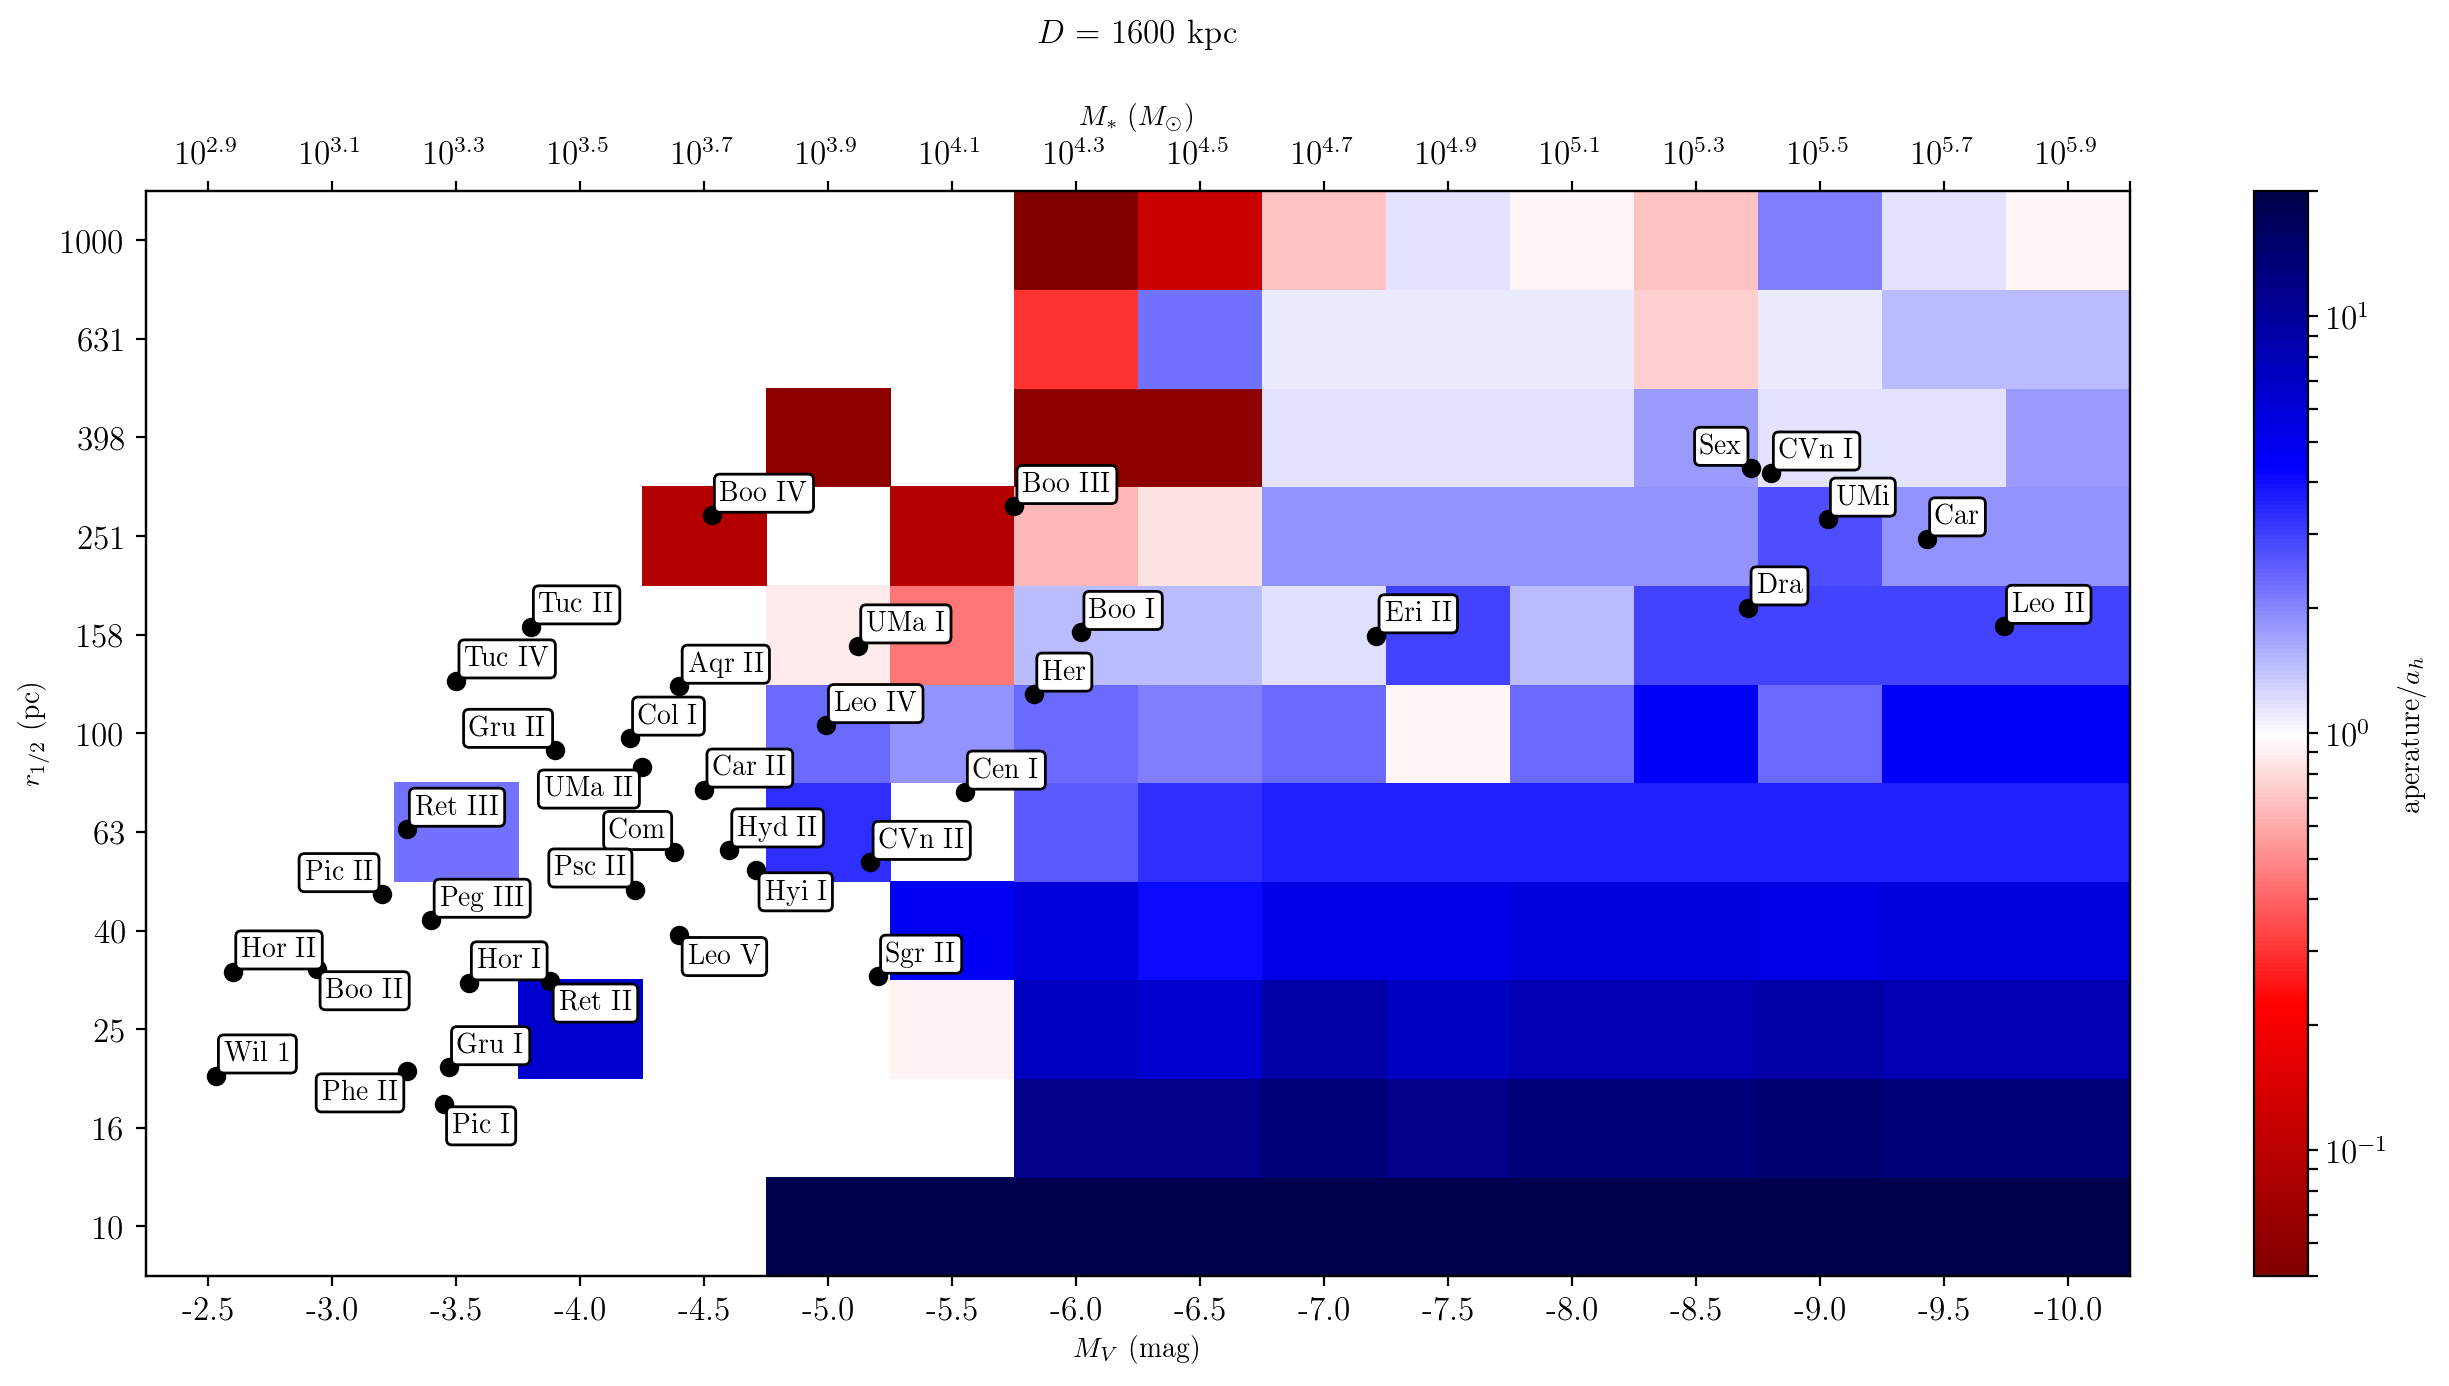 D = 1600 kpc
M_* (M_⊙)
10^2.9 10^3.1 10^3.3 10^3.5 10^3.7 10^3.9 10^4.1 10^4.3 10^4.5 10^4.7 10^4.9 10^5.1 10^5.3 10^5.5 10^5.7 10^5.9
1000
631
398
251
158
100
63
40
25
16
10
r_1/2 (pc)
Sex
CVn I
Boo IV
Boo III
UMi
Car
Dra
Tuc II
UMa I
Boo I
Eri II
Leo II
Tuc IV
Aqr II
Her
Gru II
Col I
Leo IV
UMa II
Car II
Cen I
Ret III
Com
Hyd II
CVn II
Pic II
Psc II
Peg III
Hyi I
Hor II
Boo II
Hor I
Ret II
Leo V
Sgr II
Wil 1
Gru I
Phe II
Pic I
-2.5 -3.0 -3.5 -4.0 -4.5 -5.0 -5.5 -6.0 -6.5 -7.0 -7.5 -8.0 -8.5 -9.0 -9.5 -10.0
M_V (mag)
10^1
10^0
10^−1
aperature/a_h